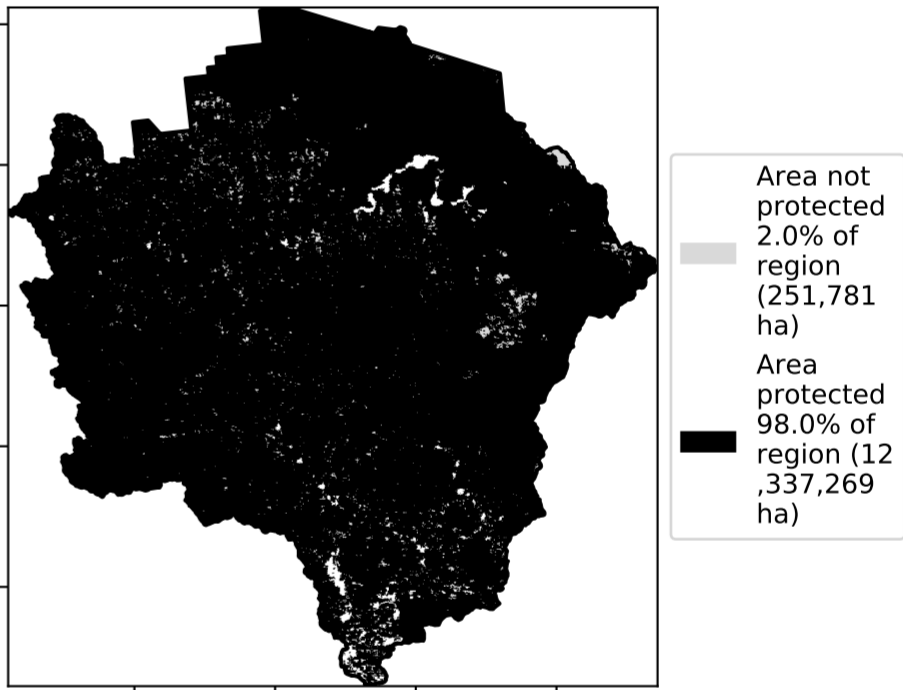 Area not
protected
2.0% of
region
(251,781
ha)
Area
protected
98.0% of
region (12
,337,269
ha)